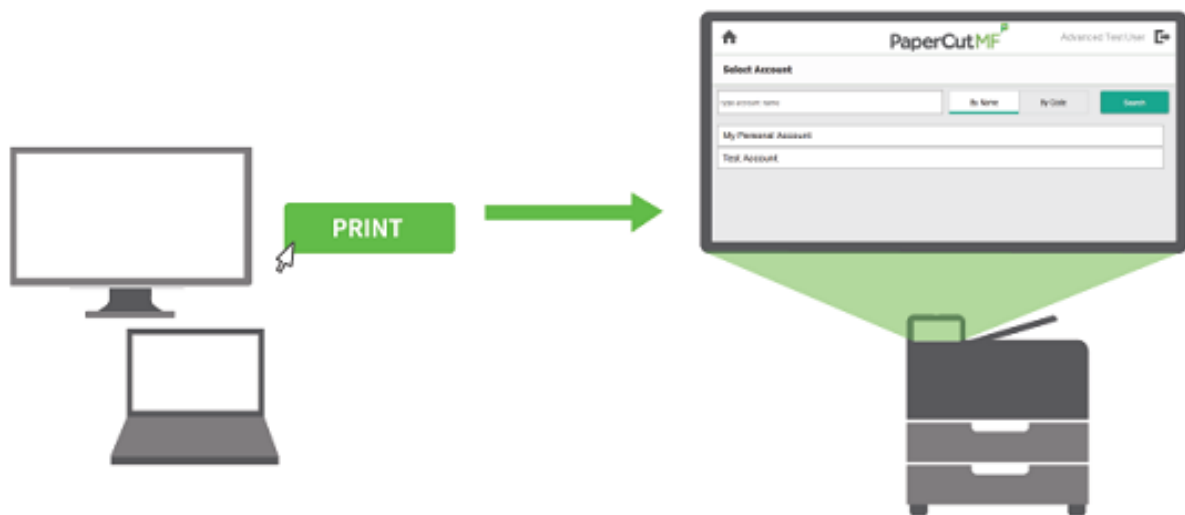 PaperCutMF
Advanced Test User
Select Account
type account name
By Name
By Code
Search
My Personal Account
Test Account
PRINT